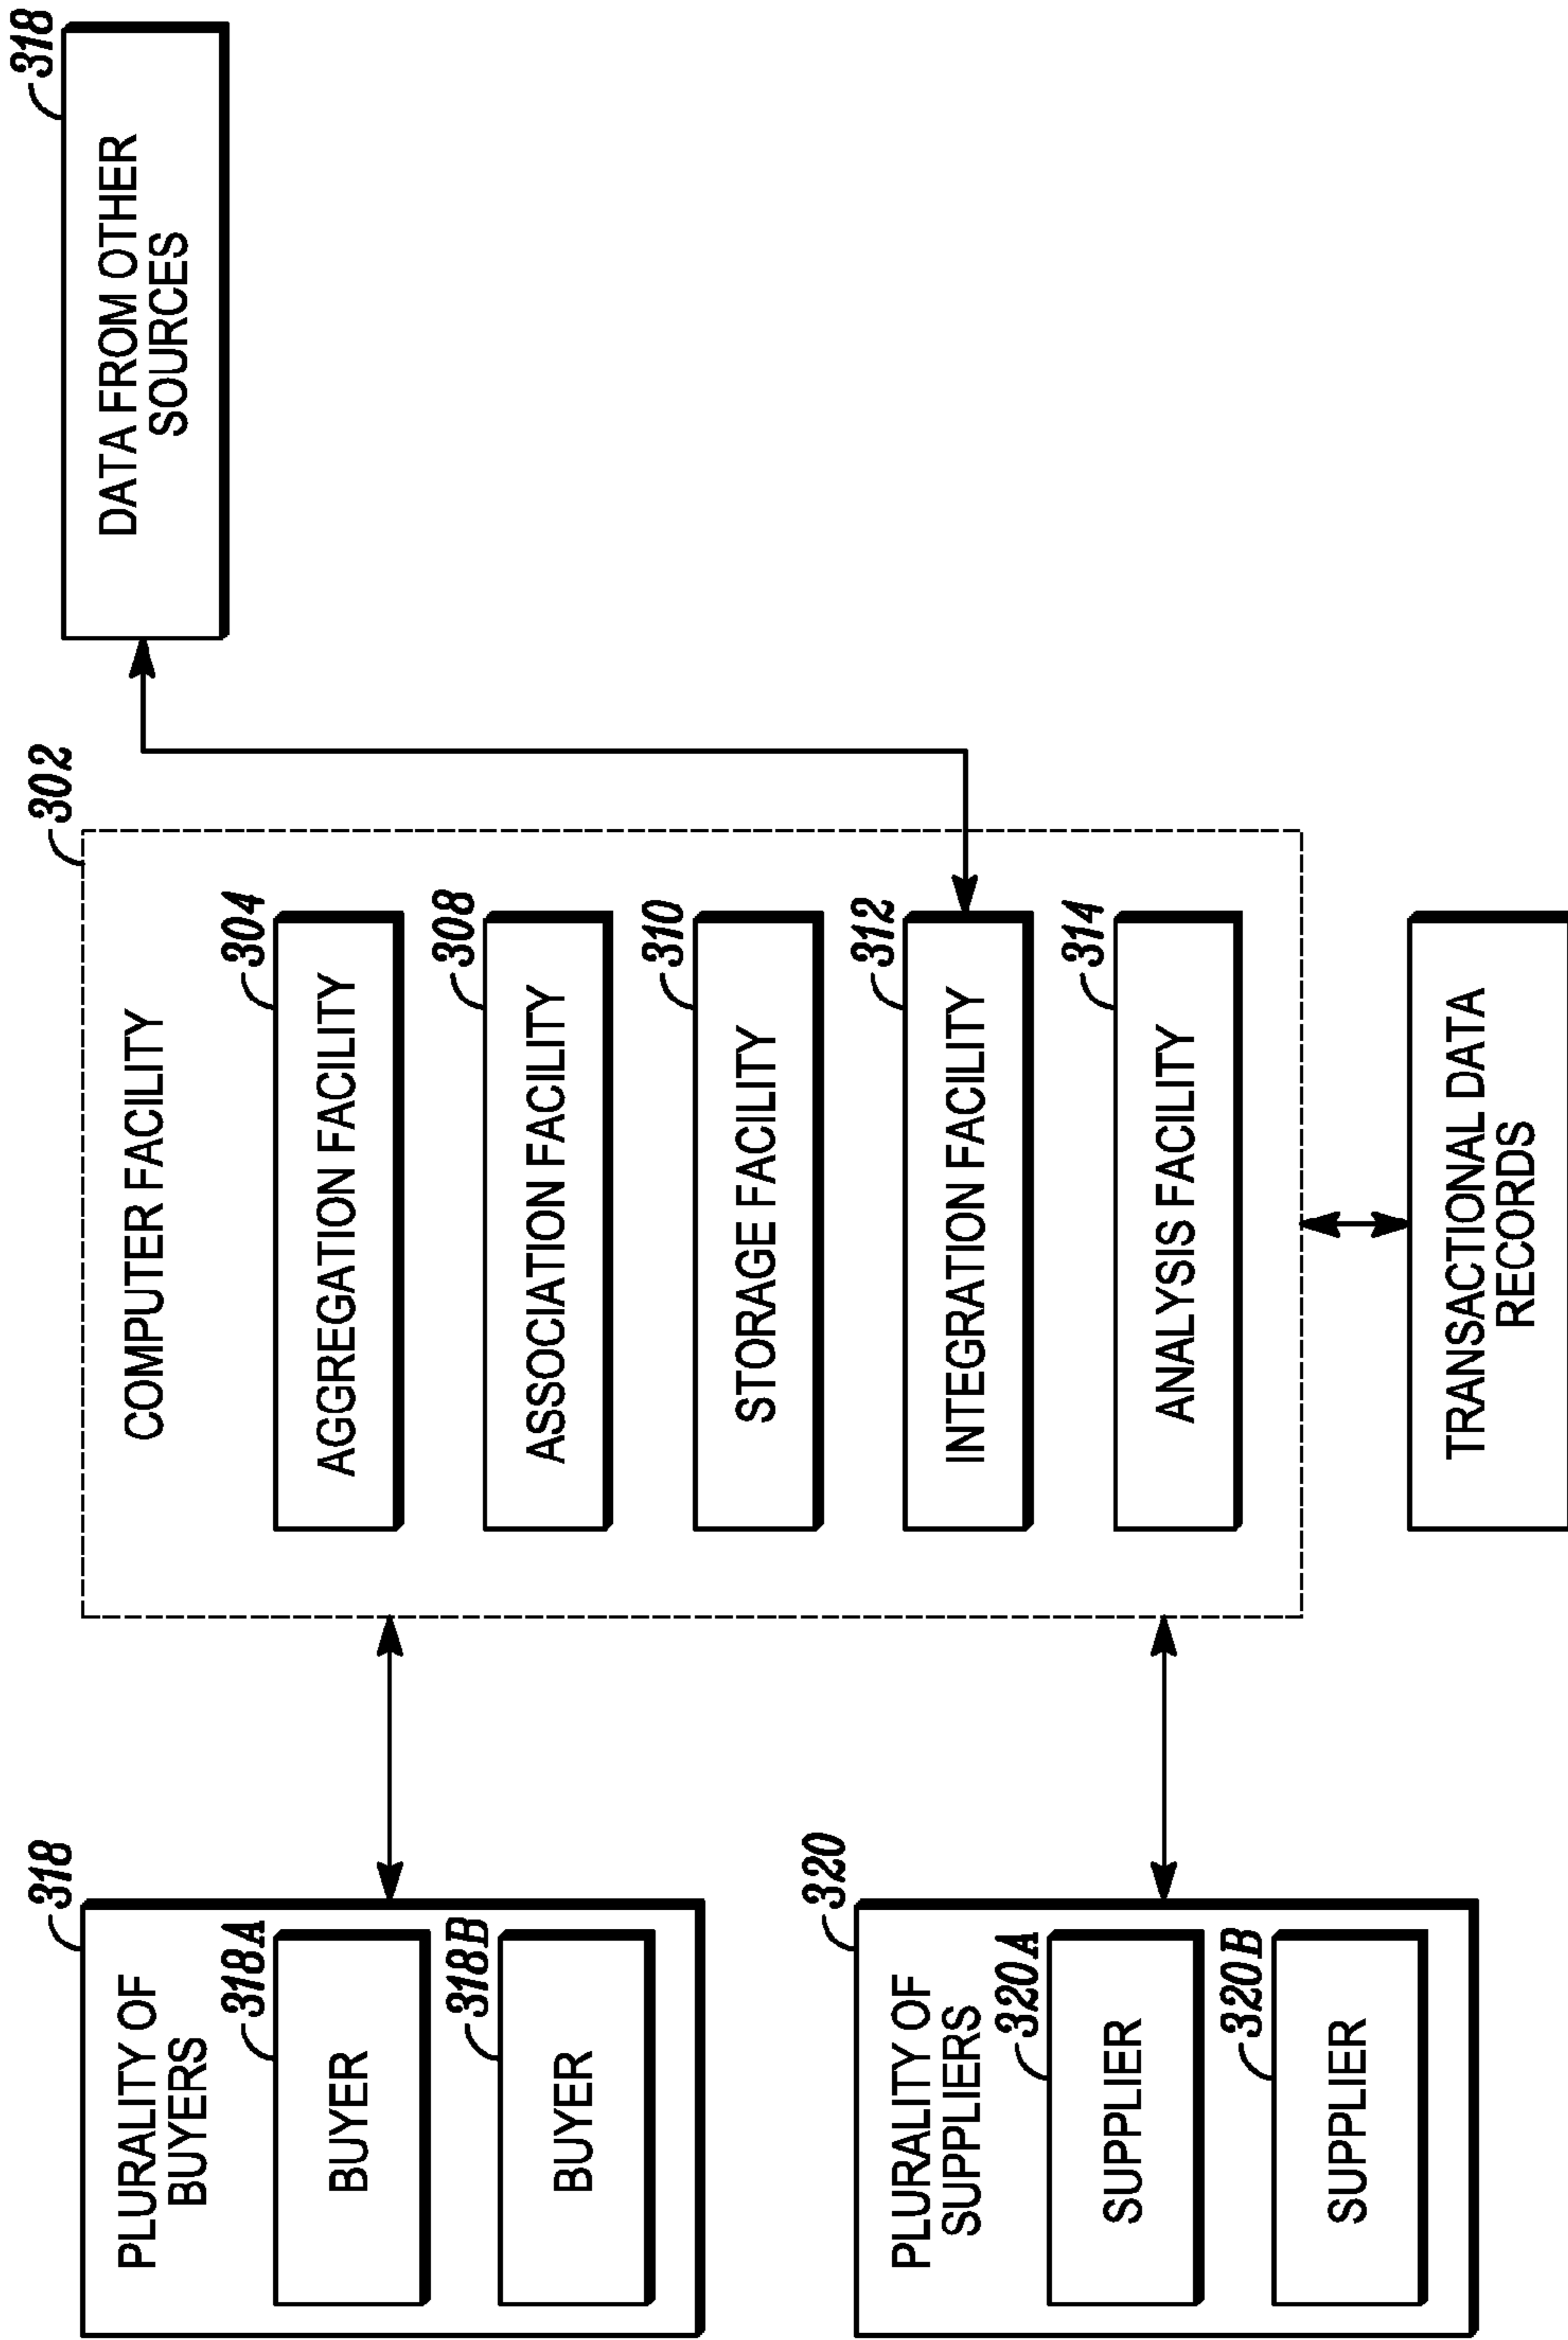 318
PLURALITY OF
BUYERS
318A
BUYER
318B
BUYER
320
PLURALITY OF
SUPPLIERS
320A
SUPPLIER
320B
SUPPLIER
302
COMPUTER FACILITY
304
AGGREGATION FACILITY
308
ASSOCIATION FACILITY
310
STORAGE FACILITY
312
INTEGRATION FACILITY
314
ANALYSIS FACILITY
TRANSACTIONAL DATA
RECORDS
318
DATA FROM OTHER
SOURCES